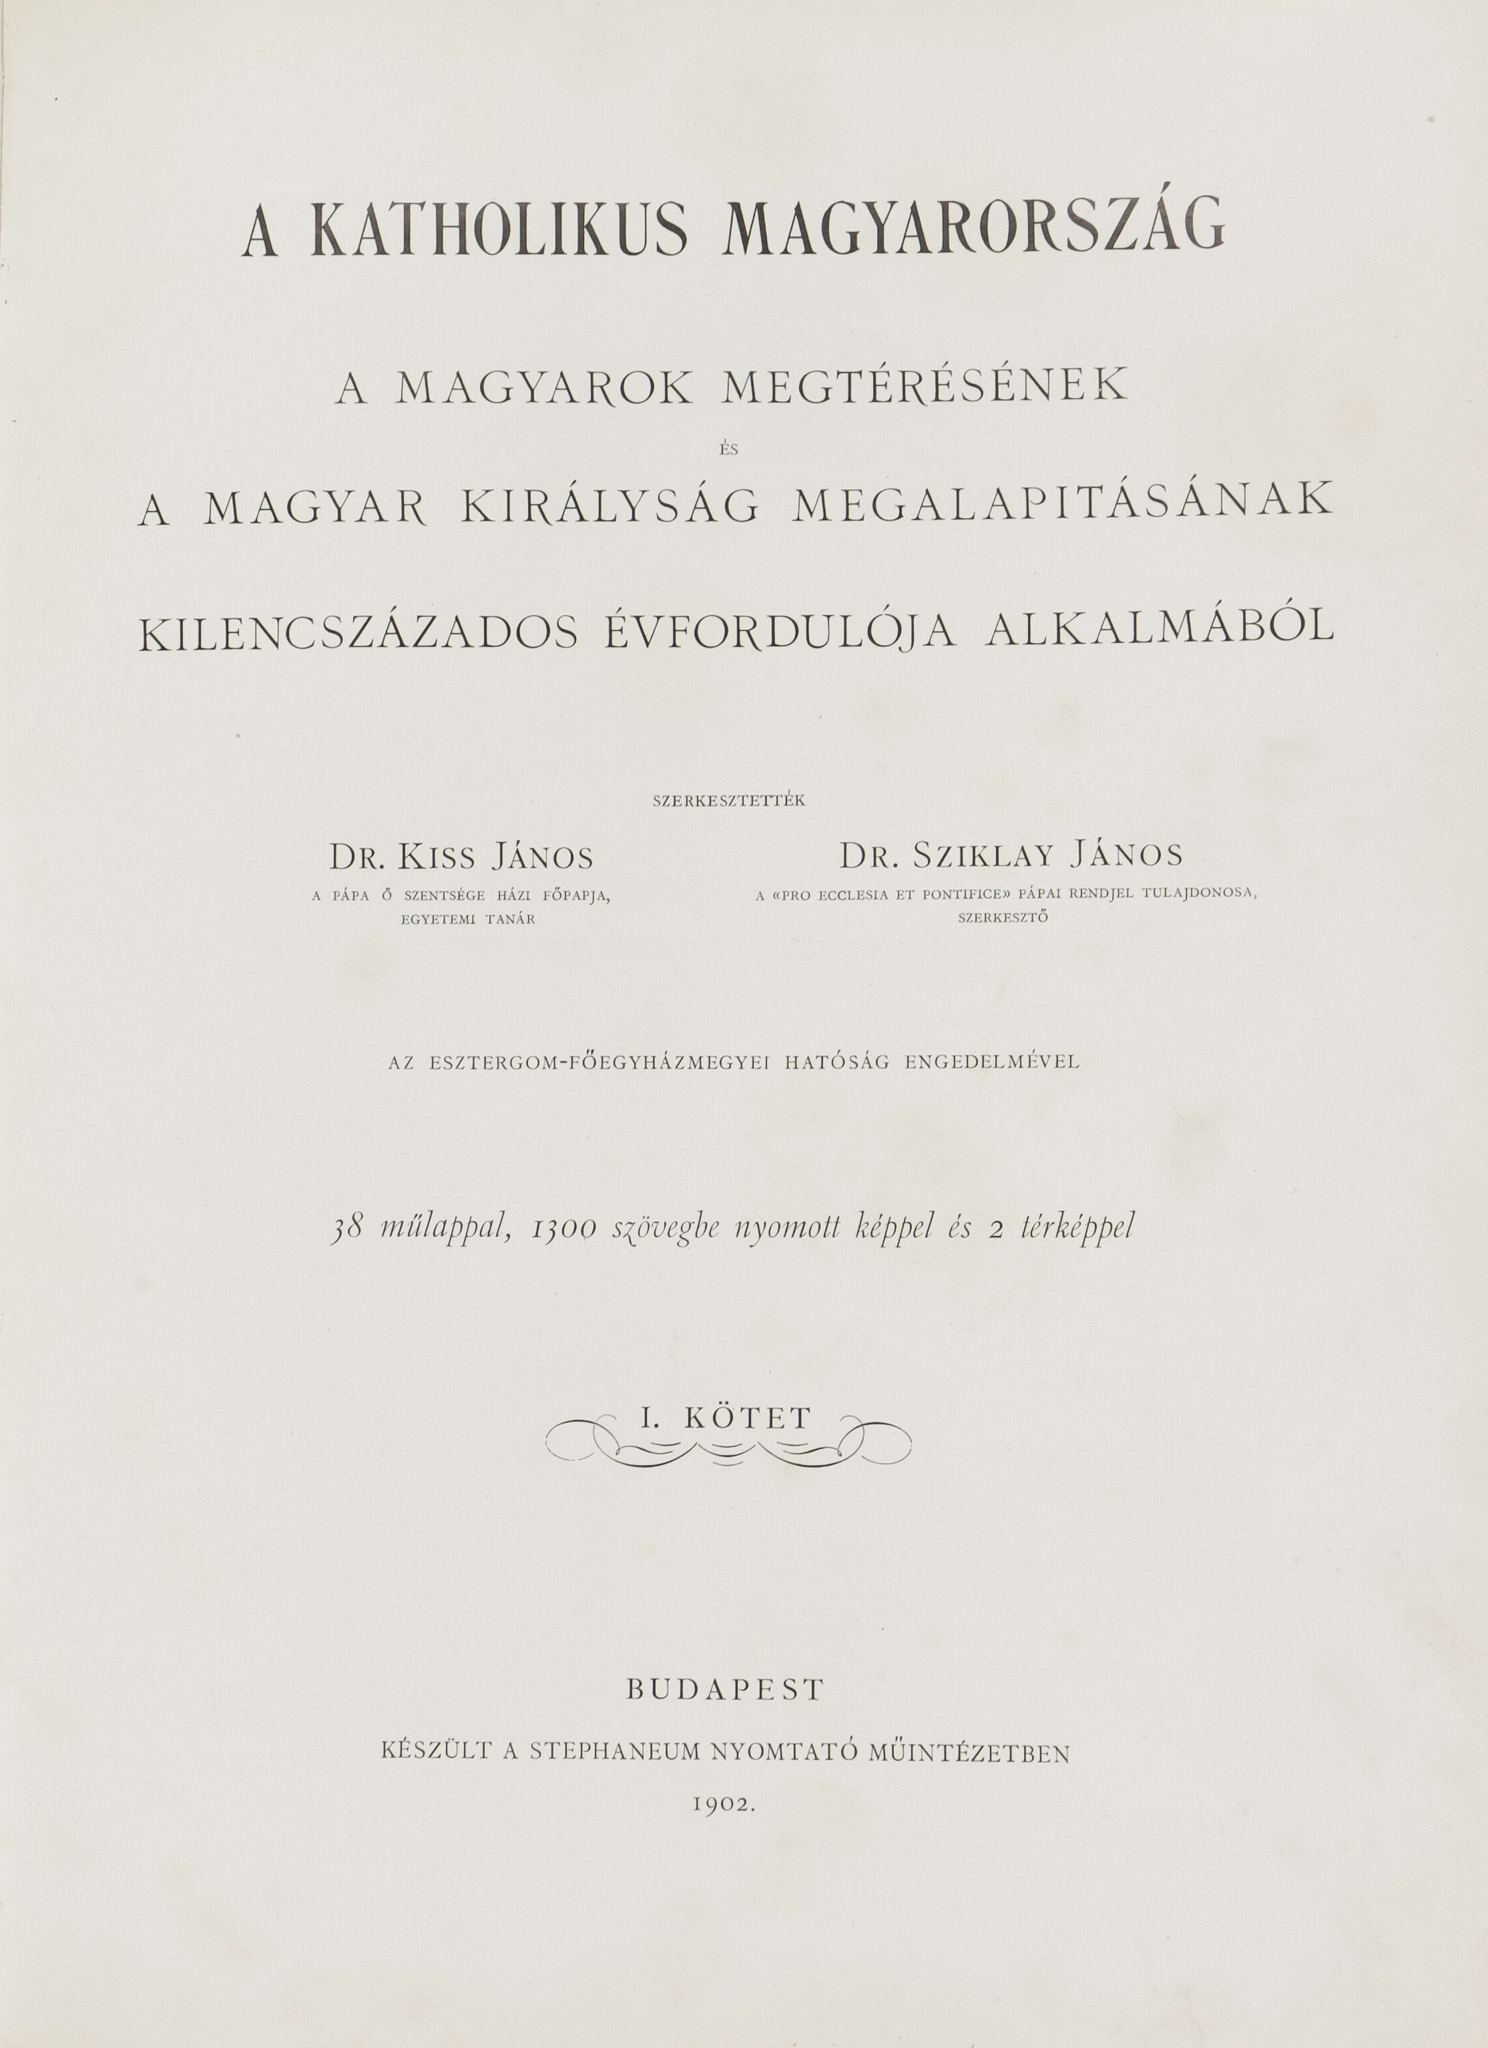 A KATHOLIKUS MAGYARORSZÁG
A MAGYAROK MEGTÉRÉSÉNEK
ÉS
A MAGYAR KIRÁLYSÁG MEGALAPITÁSÁNAK
KILENCSZÁZADOS ÉVFORDULÓJA ALKALMÁBÓL
SZERKESZTETTÉK
DR. KISS JÁNOS
A PÁPA Ő SZENTSÉGE HÁZI FŐPAPJA,
EGYETEMI TANÁR
DR. SZIKLAY JÁNOS
A «PRO ECCLESIA ET PONTIFICE» PÁPAI RENDJEL TULAJDONOSA,
SZERKESZTŐ
AZ ESZTERGOM-FŐEGYHÁZMEGYEI HATÓSÁG ENGEDELMÉVEL
38 műlappal, 1300 szövegbe nyomott képpel és 2 térképpel
I. KÖTET
BUDAPEST
KÉSZÜLT A STEPHANEUM NYOMTATÓ MŰINTÉZETBEN
1902.